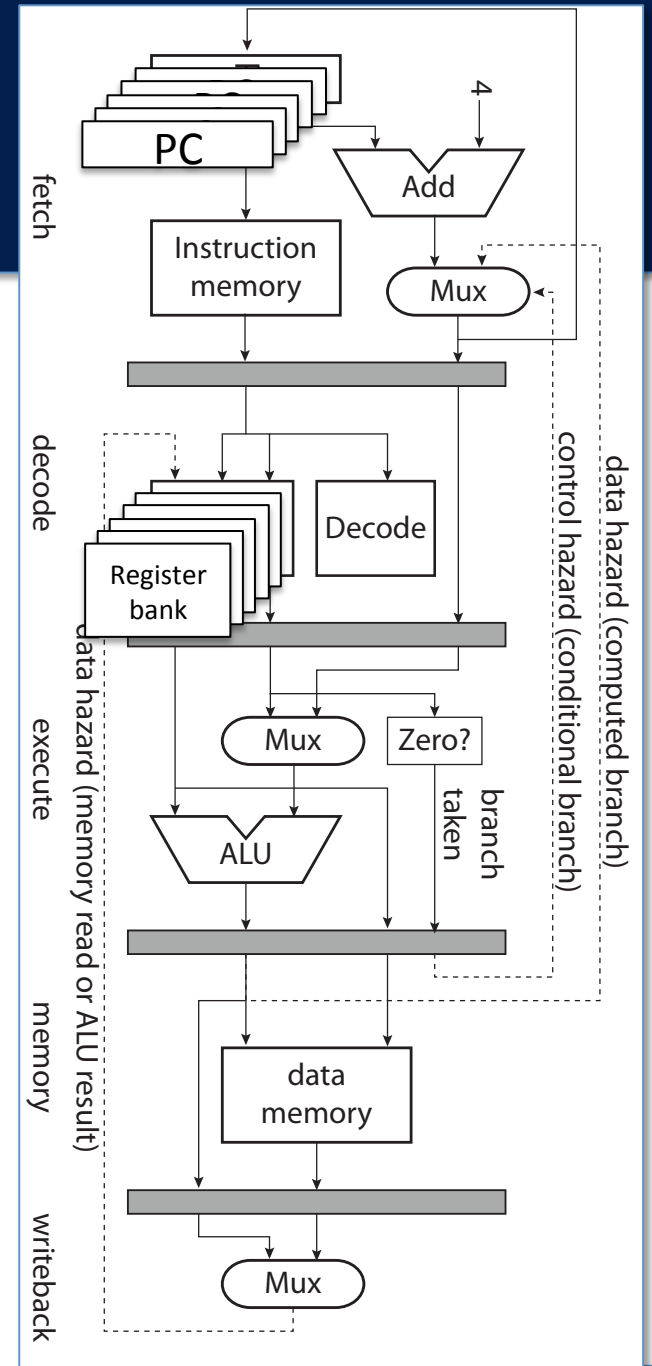 PC
4
Add
fetch
Instruction
memory
Mux
decode
Decode
Register
bank
data hazard (computed branch)
control hazard (conditional branch)
data hazard (memory read or ALU result)
execute
Mux
Zero?
branch
taken
ALU
memory
data
memory
writeback
Mux